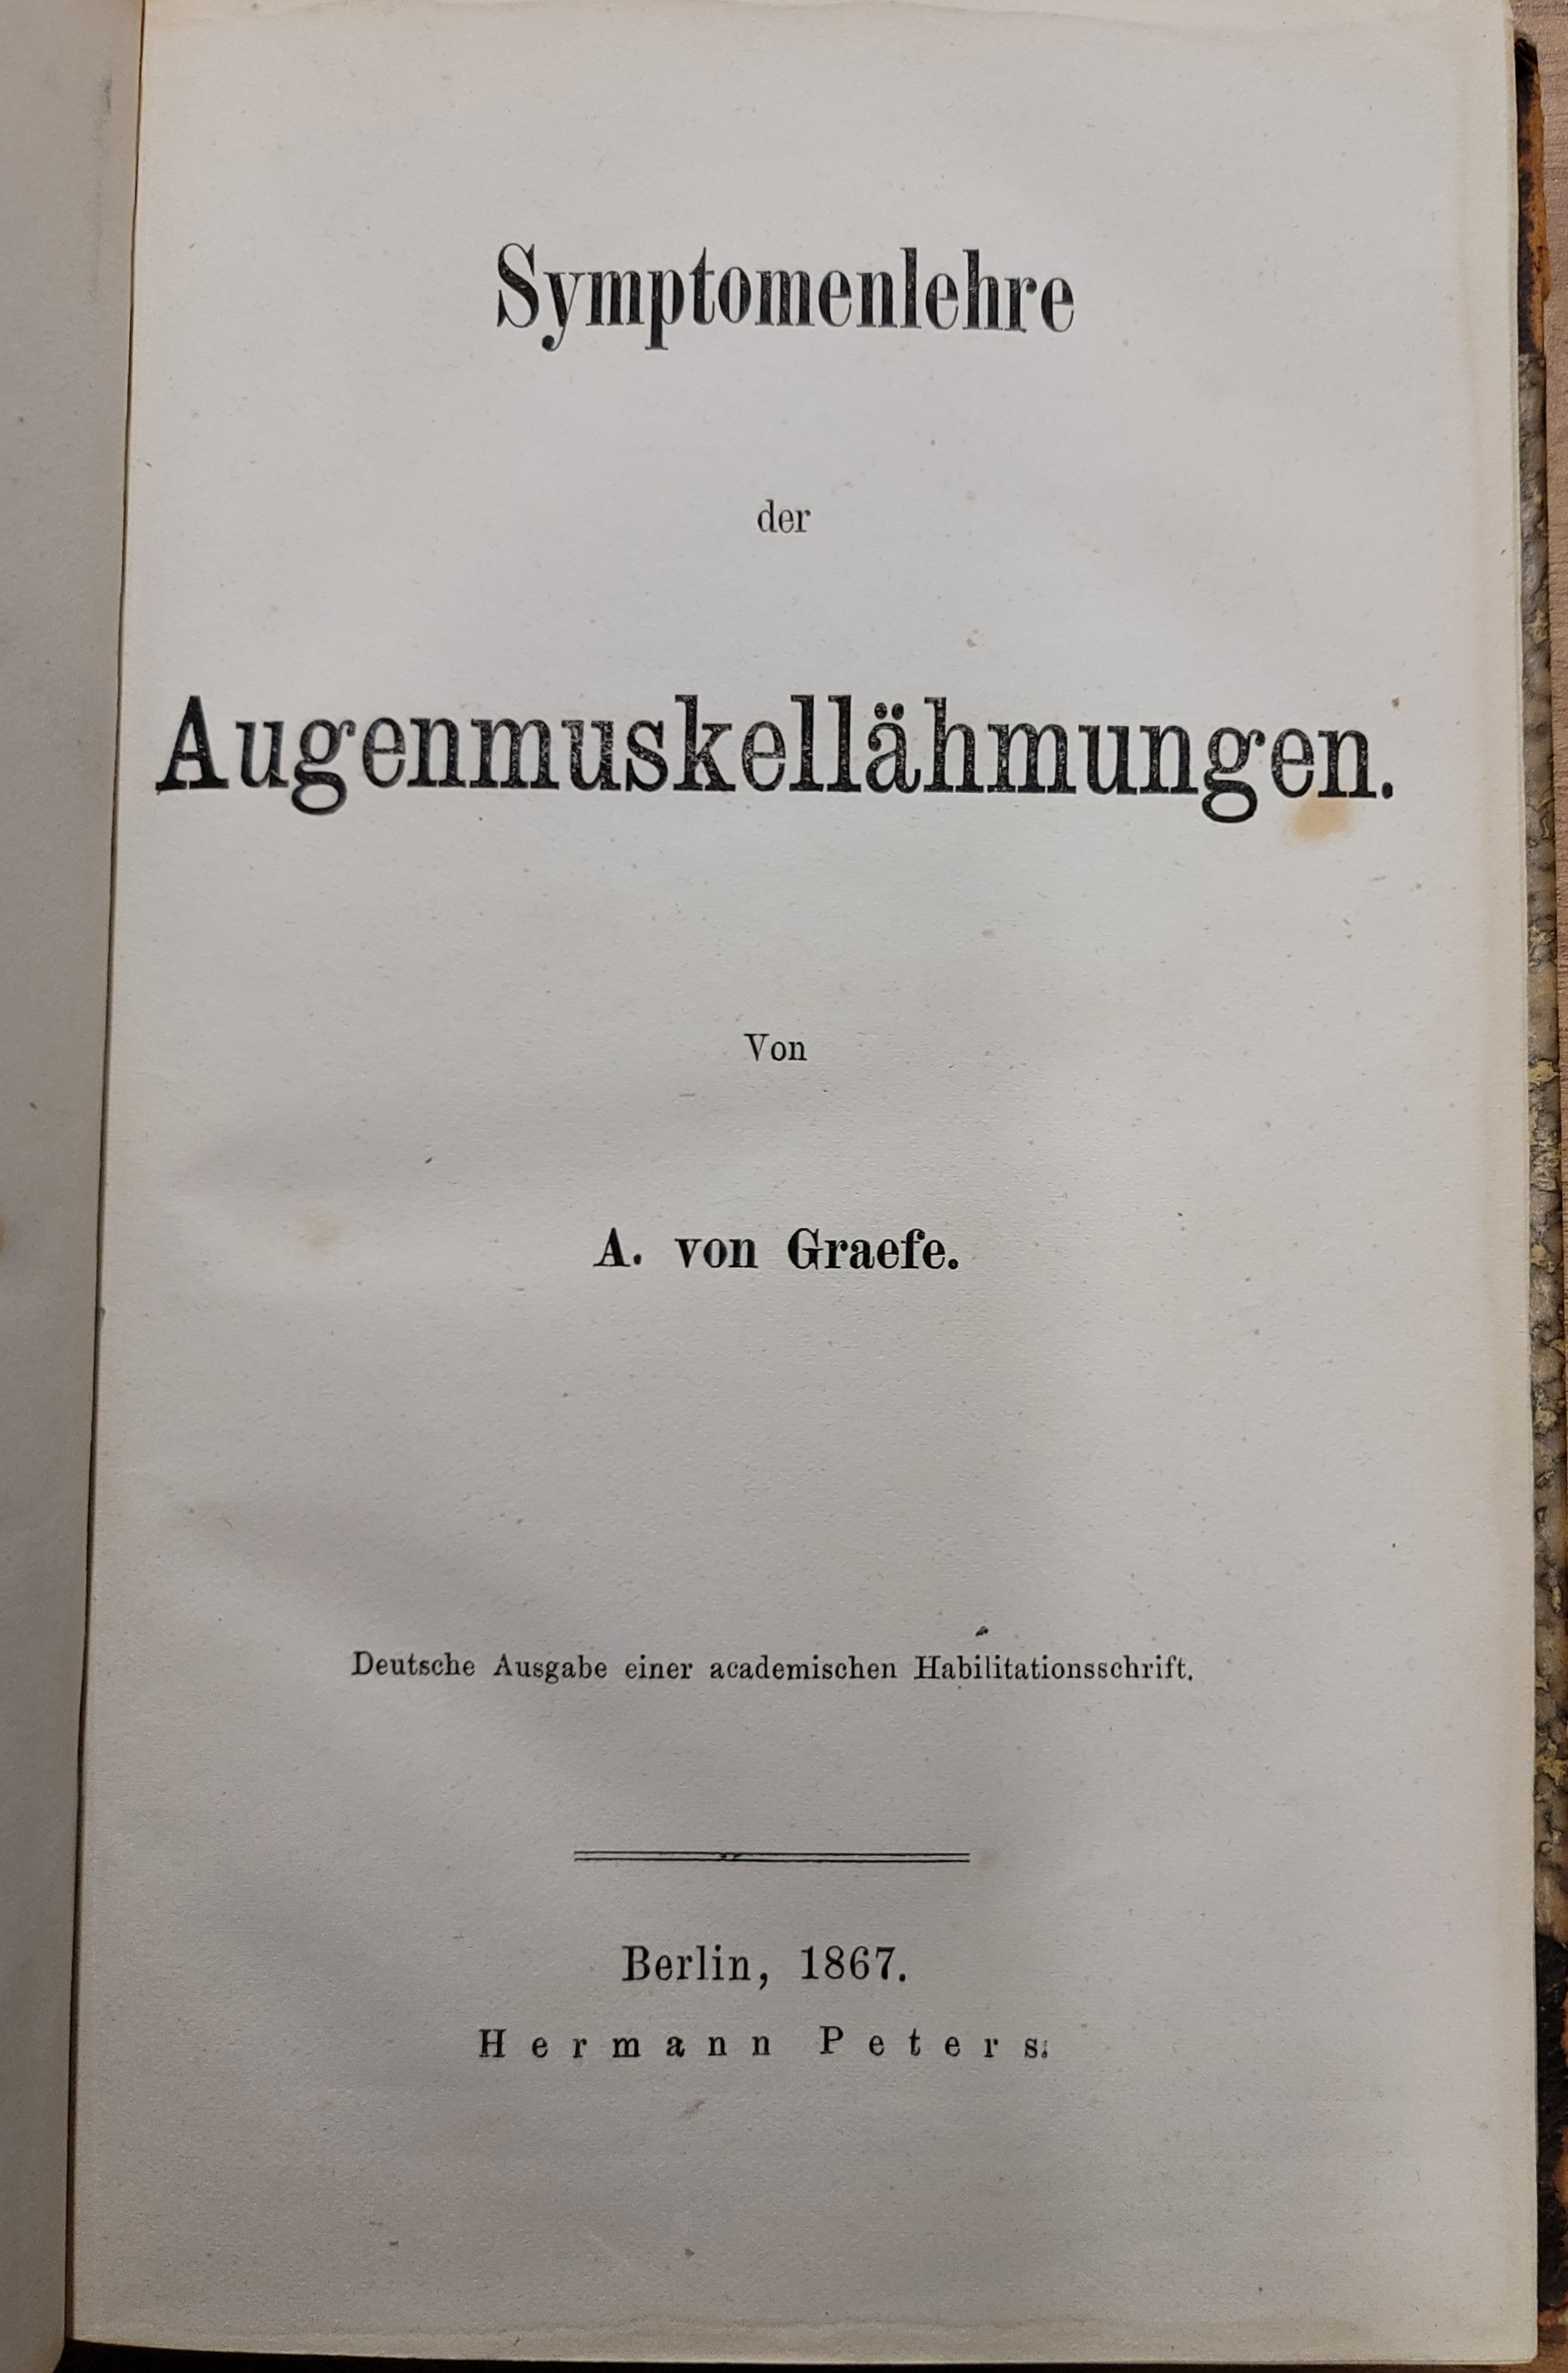 Symptomenlehre
der
Augenmuskellähmungen.
Von
A. von Graefe.
Deutsche Ausgabe einer academischen Habilitationsschrift.
Berlin, 1867.
Hermann Peters.